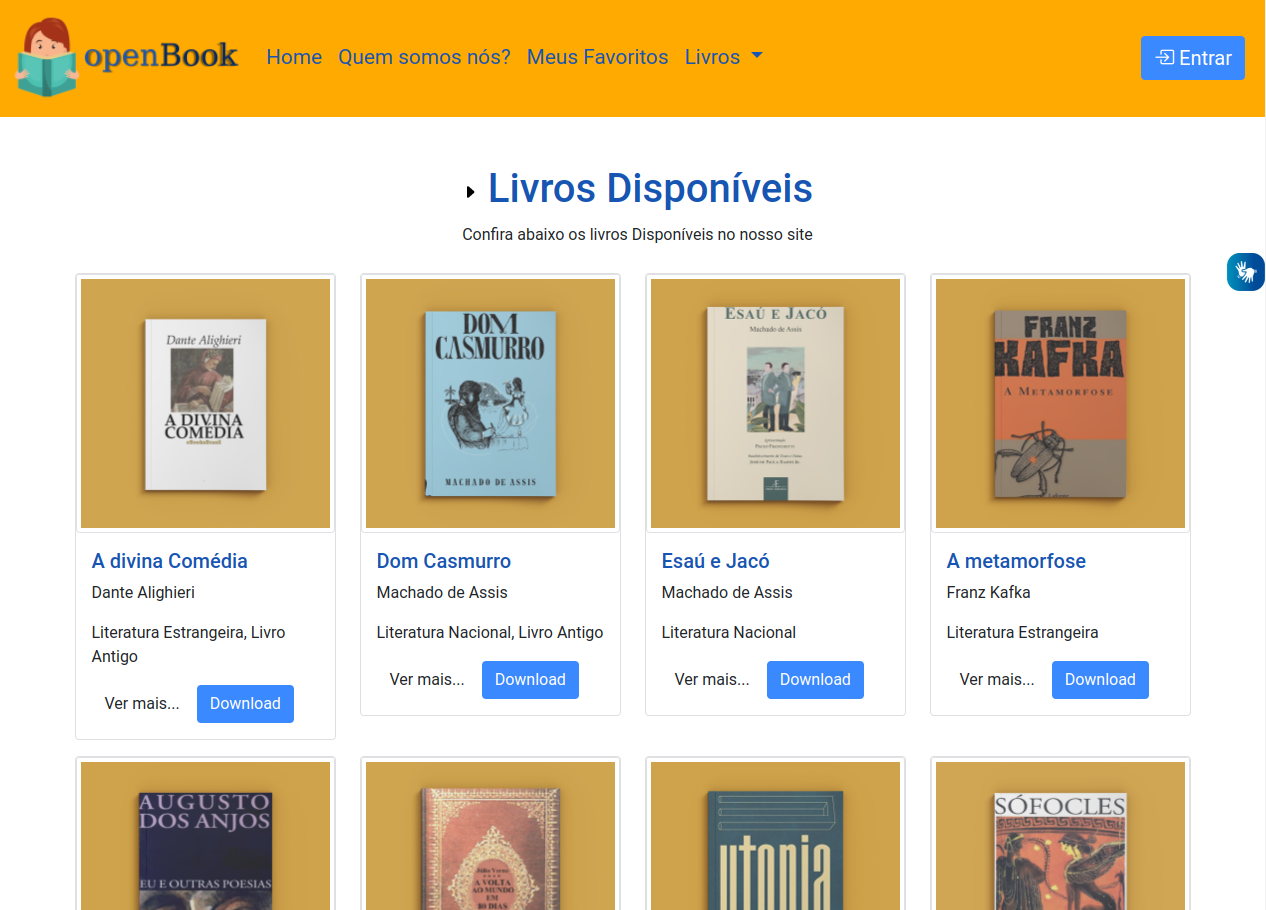 openBook
Home Quem somos nós? Meus Favoritos Livros
Entrar
Livros Disponíveis
Confira abaixo os livros Disponíveis no nosso site
Dante Alighieri
A DIVINA
COMÉDIA
eBooksBrasil
DOM
CASMURRO
MACHADO DE ASSIS
ESAÚ E JACÓ
Machado de Assis
FRANZ
KAFKA
A METAMORFOSE
A divina Comédia
Dante Alighieri
Literatura Estrangeira, Livro
Antigo
Ver mais...
Download
Dom Casmurro
Machado de Assis
Literatura Nacional, Livro Antigo
Ver mais...
Download
Esaú e Jacó
Machado de Assis
Literatura Nacional
Ver mais...
Download
A metamorfose
Franz Kafka
Literatura Estrangeira
Ver mais...
Download
AUGUSTO
DOS ANJOS
EU E OUTRAS POESIAS
Júlio Verne
A VOLTA
AO MUNDO
EM
80 DIAS
utopia
SÓFOCLES